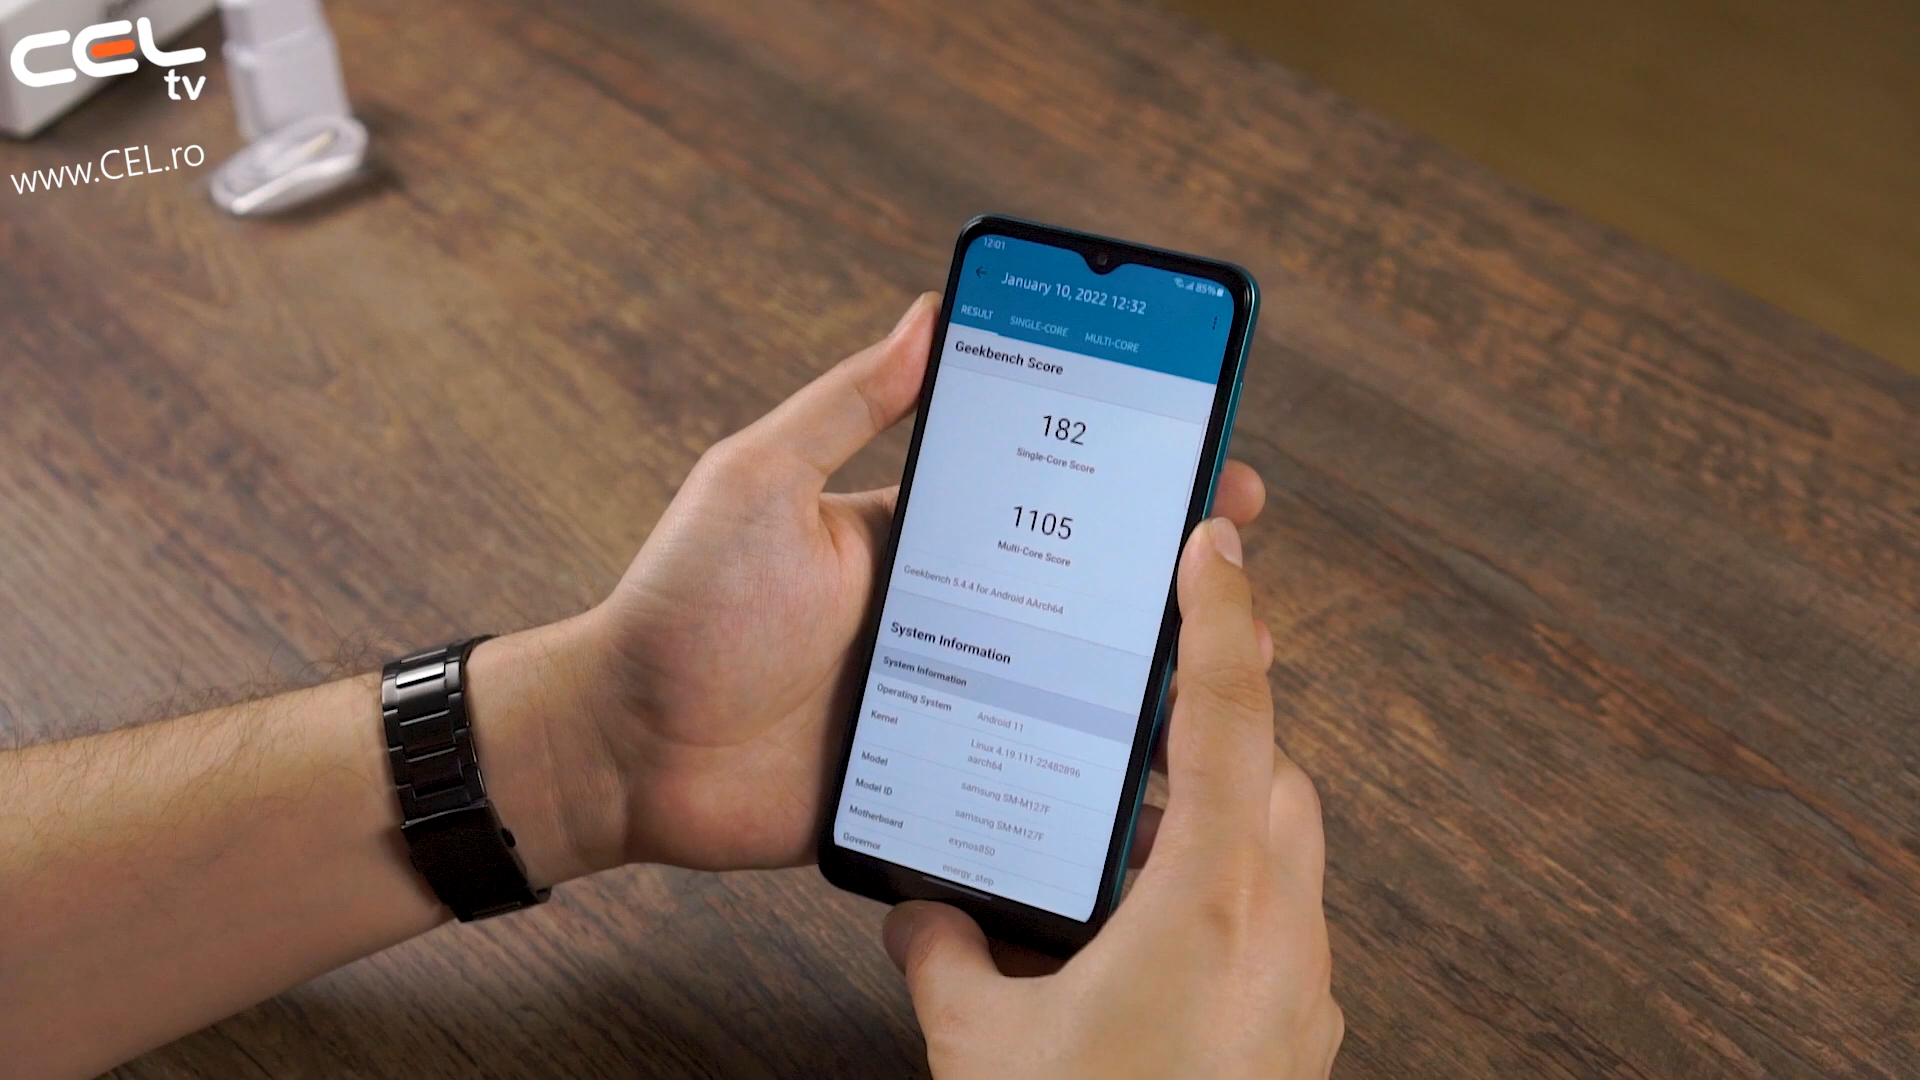 CEL
tv
www.CEL.ro
12:01
85%
January 10, 2022 12:32
RESULT SINGLE-CORE MULTI-CORE
Geekbench Score
182
Single-Core Score
1105
Multi-Core Score
Geekbench 5.4.4 for Android AArch64
System Information
System Information
Operating System Android 11
Kernel Linux 4.19.111-22482896
aarch64
Model samsung SM-M127F
Model ID samsung SM-M127F
Motherboard exynos850
Governor energy_step